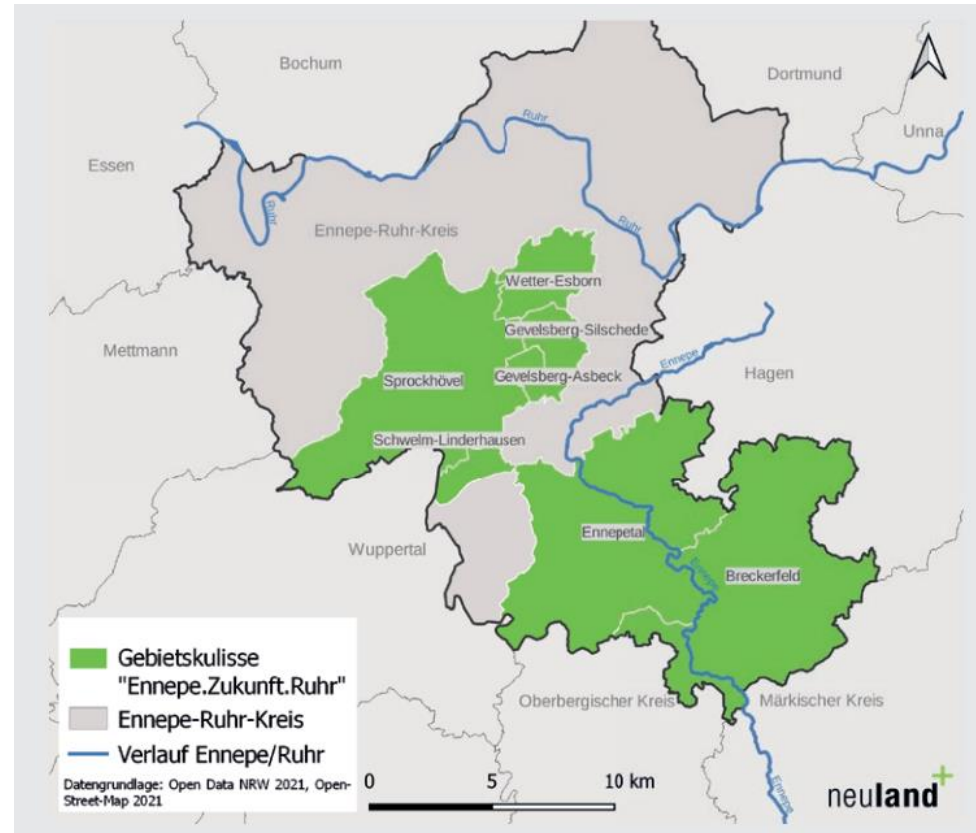 Bochum
Dortmund
Unna
Essen
Ruhr
Ruhr
Ruhr
Ennepe-Ruhr-Kreis
Wetter-Esborn
Gevelsberg-Silschede
Mettmann
Ennepe
Hagen
Sprockhövel
Gevelsberg-Asbeck
Schwelm-Linderhausen
Ennepetal
Wuppertal
Ennepe
Breckerfeld
Gebietskulisse
"Ennepe.Zukunft.Ruhr"
Ennepe-Ruhr-Kreis
Verlauf Ennepe/Ruhr
Datengrundlage: Open Data NRW 2021, Open-
Street-Map 2021
Oberbergischer Kreis
Märkischer Kreis
Ennepe
0 5 10 km
neuland+